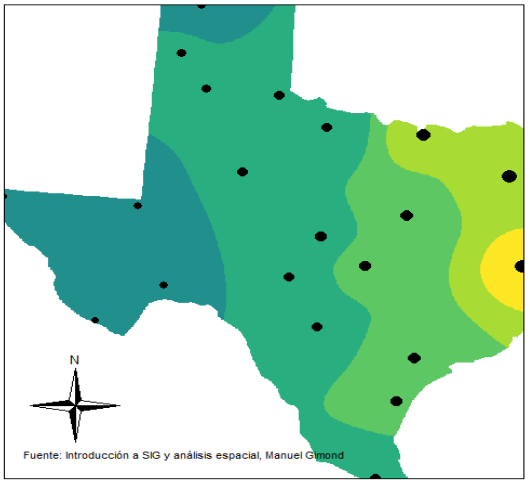 N
Fuente: Introducción a SIG y análisis espacial, Manuel Gimond